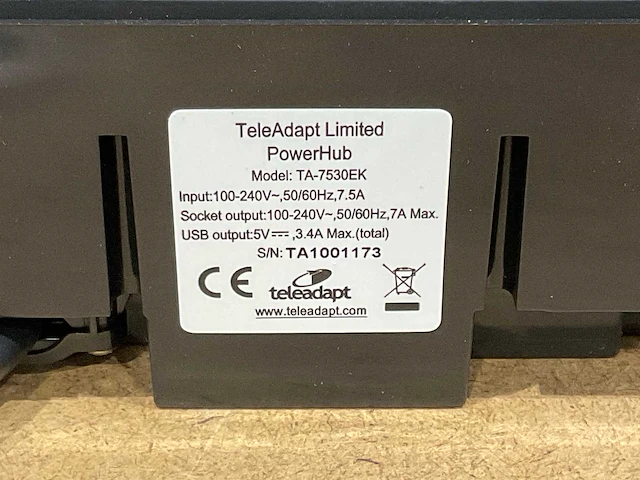 TeleAdapt Limited
PowerHub
Model: TA-7530EK
Input:100-240V~,50/60Hz,7.5A
Socket output:100-240V~,50/60Hz,7A Max.
USB output:5V⎓,3.4A Max.(total)
S/N: TA1001173
CE teleadapt
www.teleadapt.com